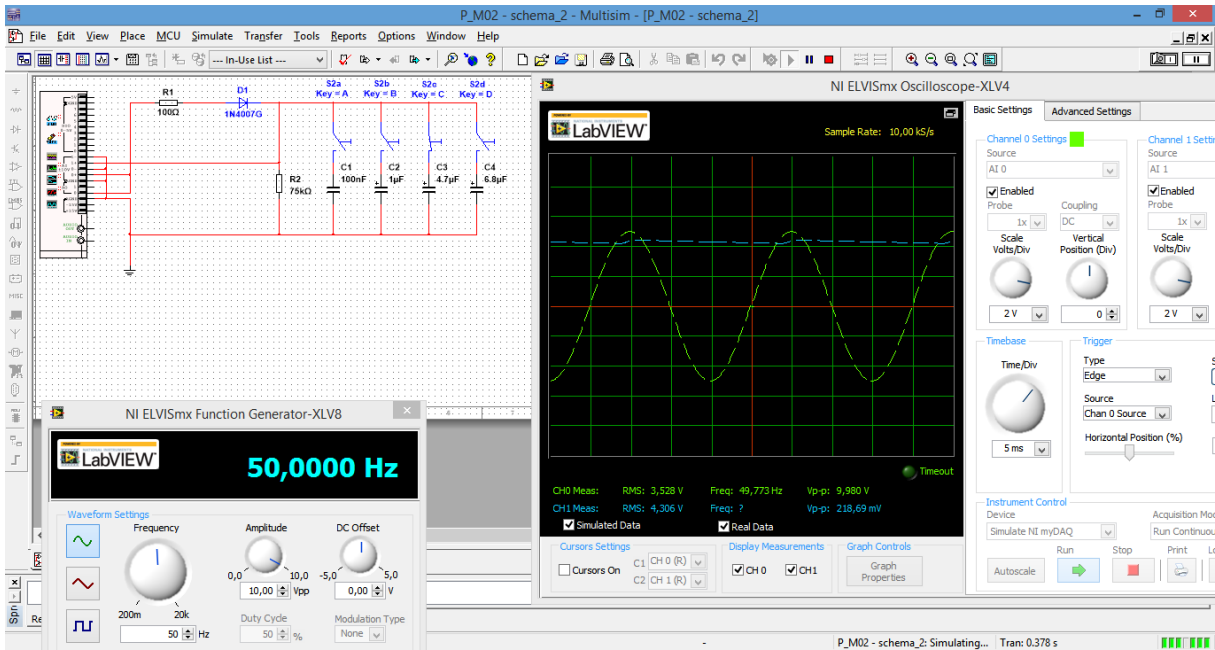 P_M02 - schema_2 - Multisim - [P_M02 - schema_2]
File Edit View Place MCU Simulate Transfer Tools Reports Options Window Help
--- In-Use List ---
R1
100Ω
D1
1N4007G
S2a
Key = A
S2b
Key = B
S2c
Key = C
S2d
Key = D
R2
75kΩ
C1
100nF
C2
1µF
C3
4.7µF
C4
6.8µF
MISC
NI ELVISmx Oscilloscope-XLV4
LabVIEW
Sample Rate: 10,00 kS/s
Timeout
CH0 Meas: RMS: 3,528 V Freq: 49,773 Hz Vp-p: 9,980 V
CH1 Meas: RMS: 4,306 V Freq: ? Vp-p: 218,69 mV
Simulated Data Real Data
Cursors Settings
Cursors On
C1 CH 0 (R)
C2 CH 1 (R)
Display Measurements
CH 0 CH1
Graph Controls
Graph
Properties
Basic Settings Advanced Settings
Channel 0 Settings
Source
AI 0
Enabled
Probe Coupling
1x DC
Scale
Volts/Div
Vertical
Position (Div)
2 V 0
Channel 1 Setti
Source
AI 1
Enabled
Probe
1x
Scale
Volts/Div
2 V
Timebase
Time/Div
5 ms
Trigger
Type
Edge
Source
Chan 0 Source
Horizontal Position (%)
Instrument Control
Device Acquisition Mod
Simulate NI myDAQ Run Continuou
Run Stop Print
Autoscale
NI ELVISmx Function Generator-XLV8
LabVIEW
50,0000 Hz
Waveform Settings
Frequency Amplitude DC Offset
0,0 10,0 -5,0 5,0
10,00 Vpp 0,00 V
200m 20k
50 Hz
Duty Cycle
50 %
Modulation Type
None
P_M02 - schema_2: Simulating... Tran: 0.378 s